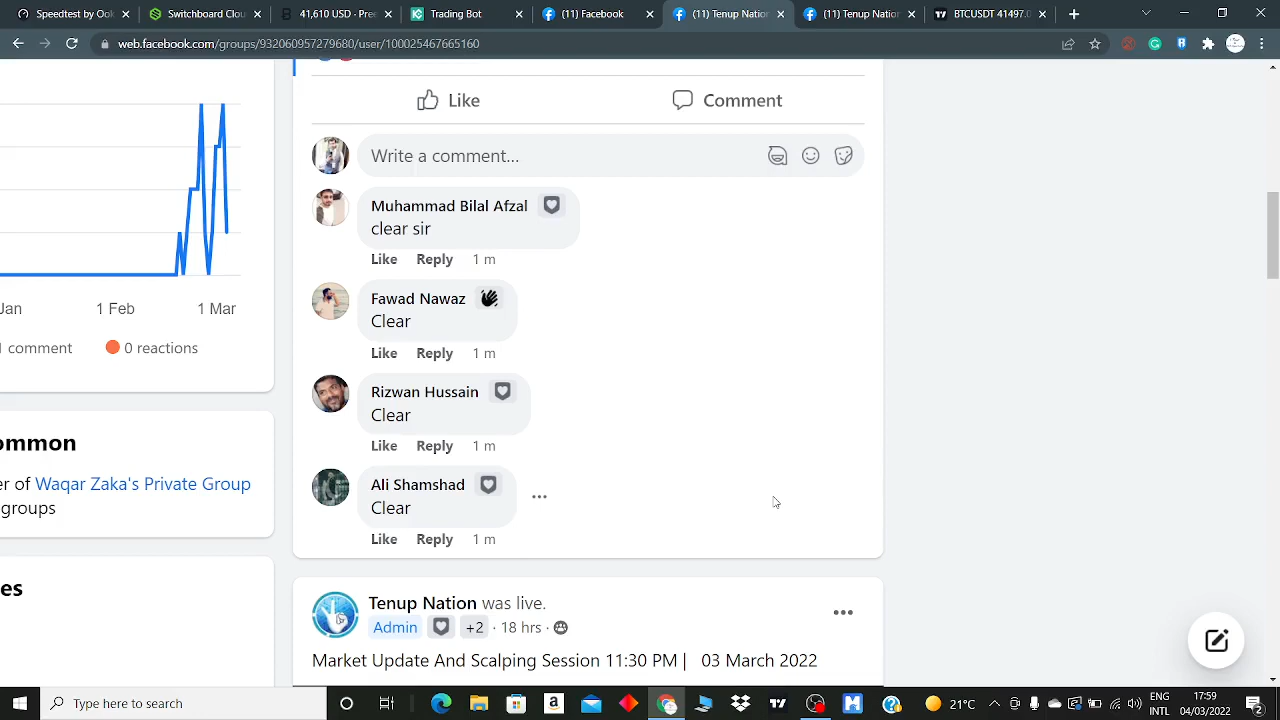 Speedtest by Ook
Switchboard Clou
41,610 USD - Pre
Trading Bot
(11) Facebook
(11) Tenup Nation
(11) Tenup Nation
BTCUSDT 41497.0
web.facebook.com/groups/932060957279680/user/100025467665160
Like
Comment
Write a comment...
Muhammad Bilal Afzal
clear sir
Like Reply 1 m
Fawad Nawaz
Clear
Like Reply 1 m
Rizwan Hussain
Clear
Like Reply 1 m
Ali Shamshad
Clear
Like Reply 1 m
Jan 1 Feb 1 Mar
comment 0 reactions
ommon
er of Waqar Zaka's Private Group
groups
es
Tenup Nation was live.
Admin +2 · 18 hrs ·
Market Update And Scalping Session 11:30 PM | 03 March 2022
Type here to search
21°C
ENG
INTL
17:59
04/03/2022
2